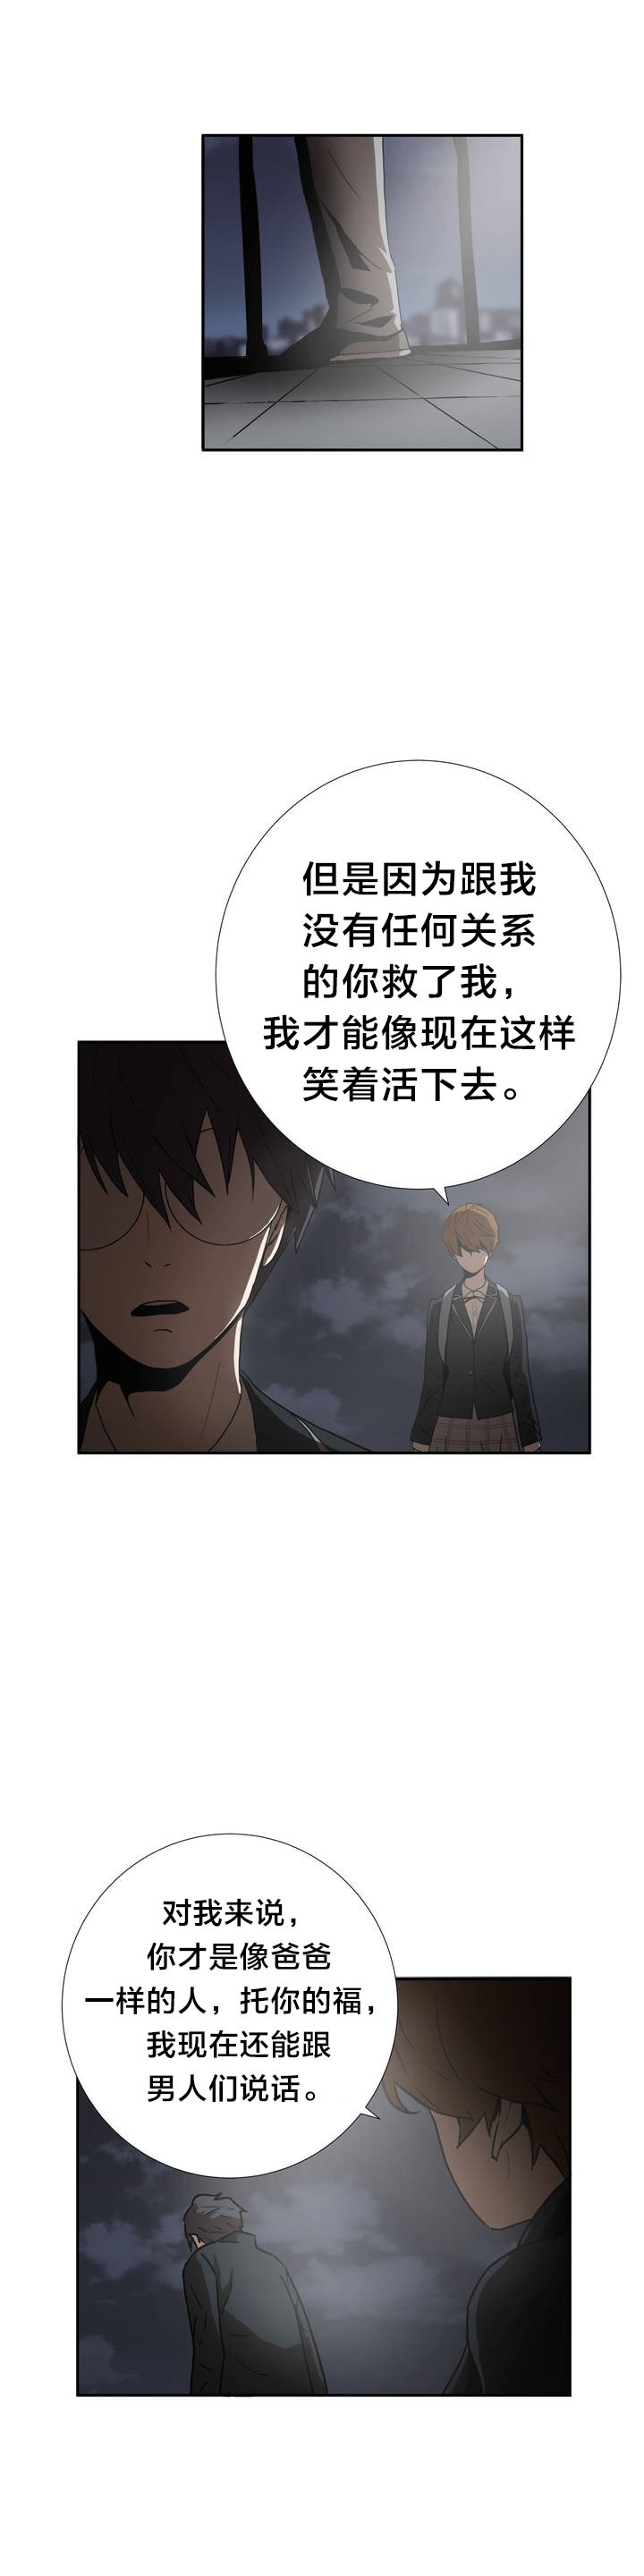 但是因为跟我
没有任何关系
的你救了我，
我才能像现在这样
笑着活下去。
对我来说，
你才是像爸爸
一样的人，托你的福，
我现在还能跟
男人们说话。